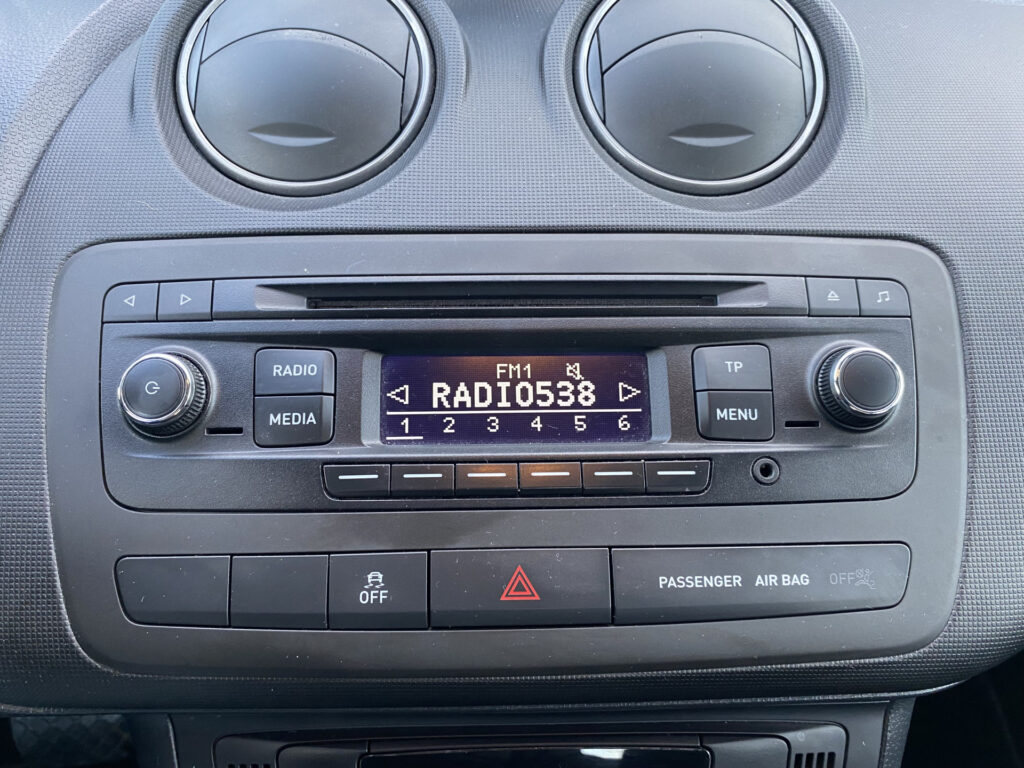 RADIO
MEDIA
FM1
RADIO538
1 2 3 4 5 6
TP
MENU
OFF
PASSENGER AIR BAG OFF